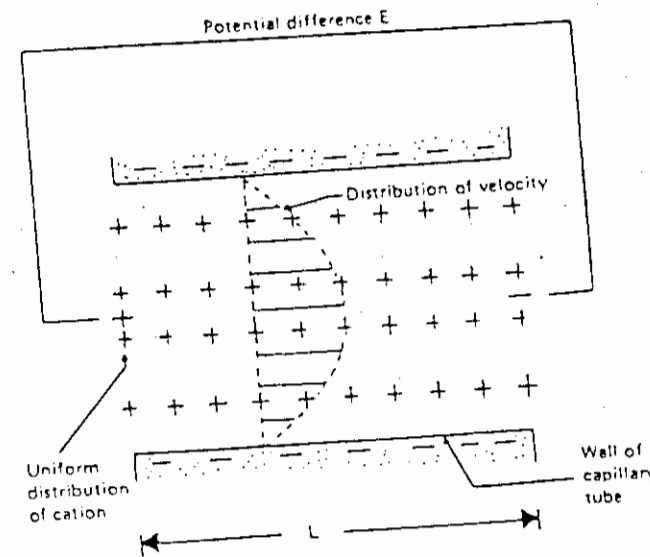 Potential difference E
Distribution of velocity
Uniform
distribution
of cation
Wall of
capillary
tube
L